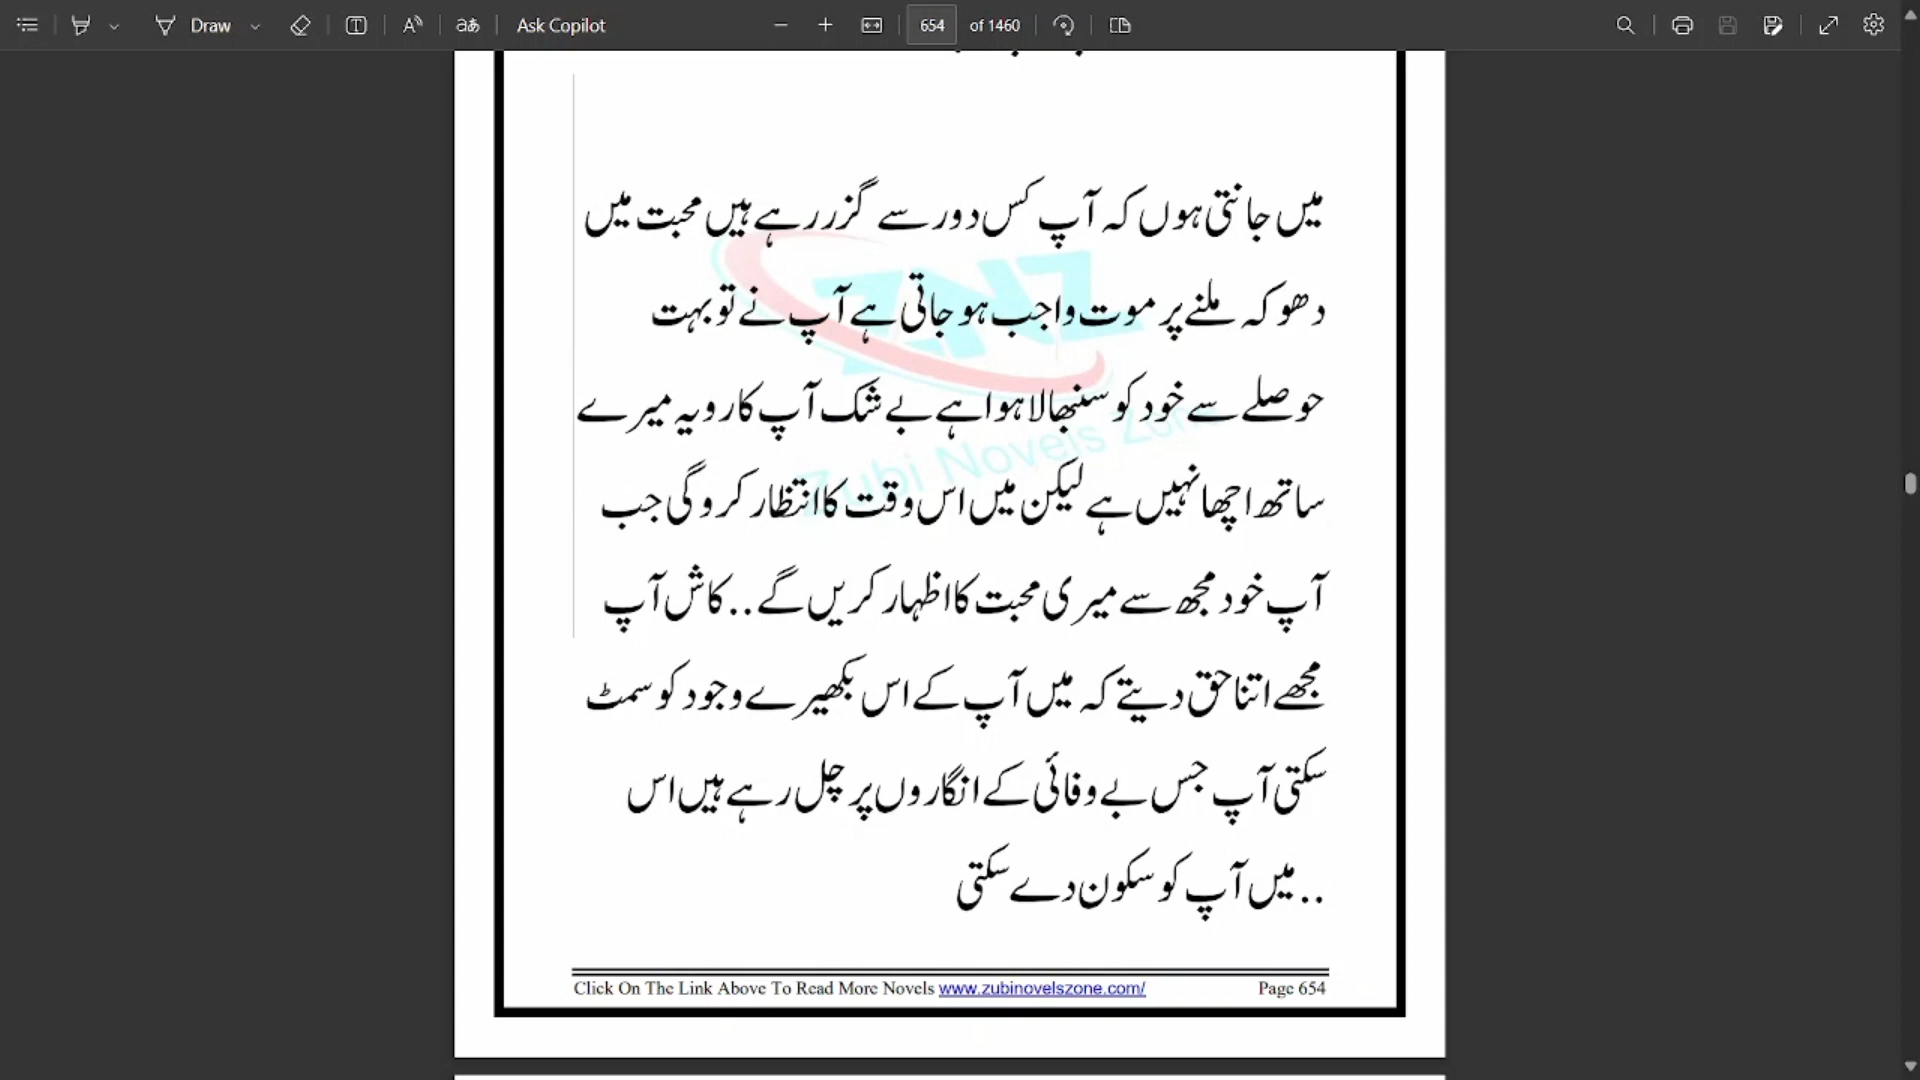 Draw
Ask Copilot
654 of 1460
میں جانتی ہوں کہ آپ کس دور سے گزر رہے ہیں محبت میں
دھوکہ ملنے پر موت واجب ہو جاتی ہے آپ نے تو بہت
حوصلے سے خود کو سنبھالا ہوا ہے بے شک آپ کا رویہ میرے
ساتھ اچھا نہیں ہے لیکن میں اس وقت کا انتظار کرو گی جب
آپ خود مجھ سے میری محبت کا اظہار کریں گے..کاش آپ
مجھے اتنا حق دیتے کہ میں آپ کے اس بکھیرے وجود کو سمٹ
سکتی آپ جس بے وفائی کے انگاروں پر چل رہے ہیں اس
..میں آپ کو سکون دے سکتی
ZNZ
Zubi Novels Zone
Click On The Link Above To Read More Novels www.zubinovelszone.com/ Page 654